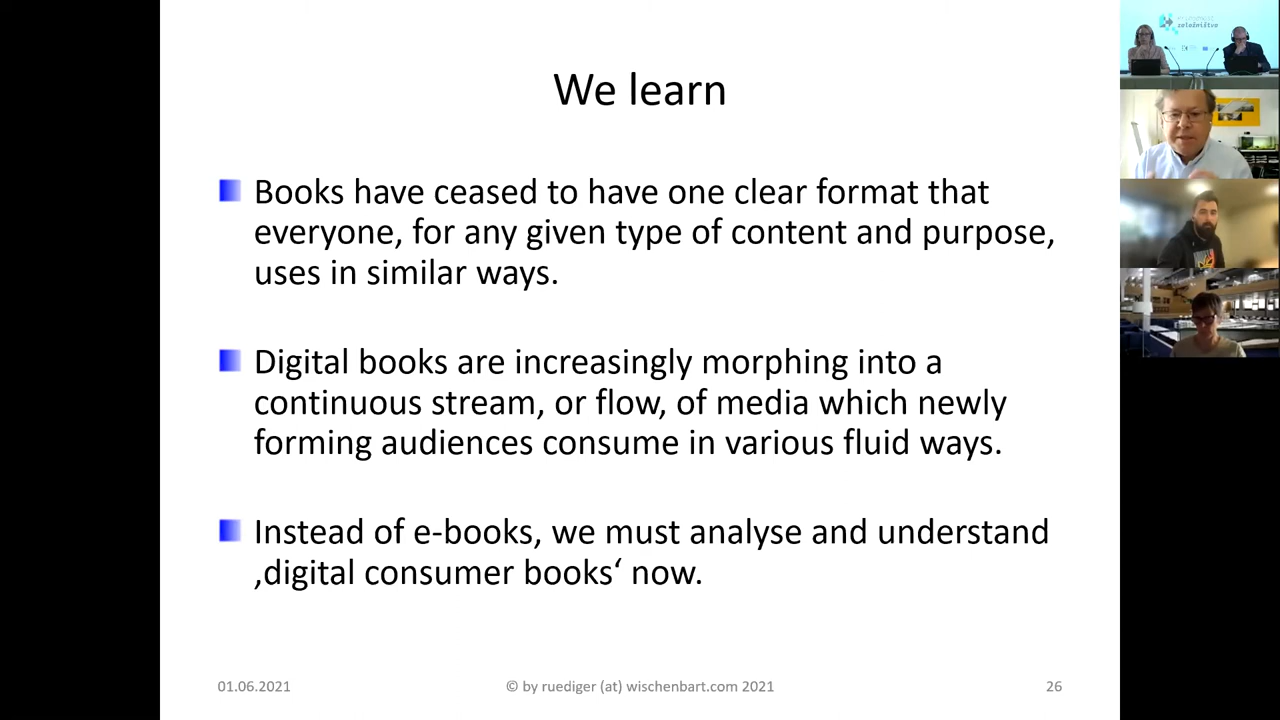 We learn
Books have ceased to have one clear format that
everyone, for any given type of content and purpose,
uses in similar ways.
Digital books are increasingly morphing into a
continuous stream, or flow, of media which newly
forming audiences consume in various fluid ways.
Instead of e-books, we must analyse and understand
‚digital consumer books‘ now.
01.06.2021
© by ruediger (at) wischenbart.com 2021
26
založništvo